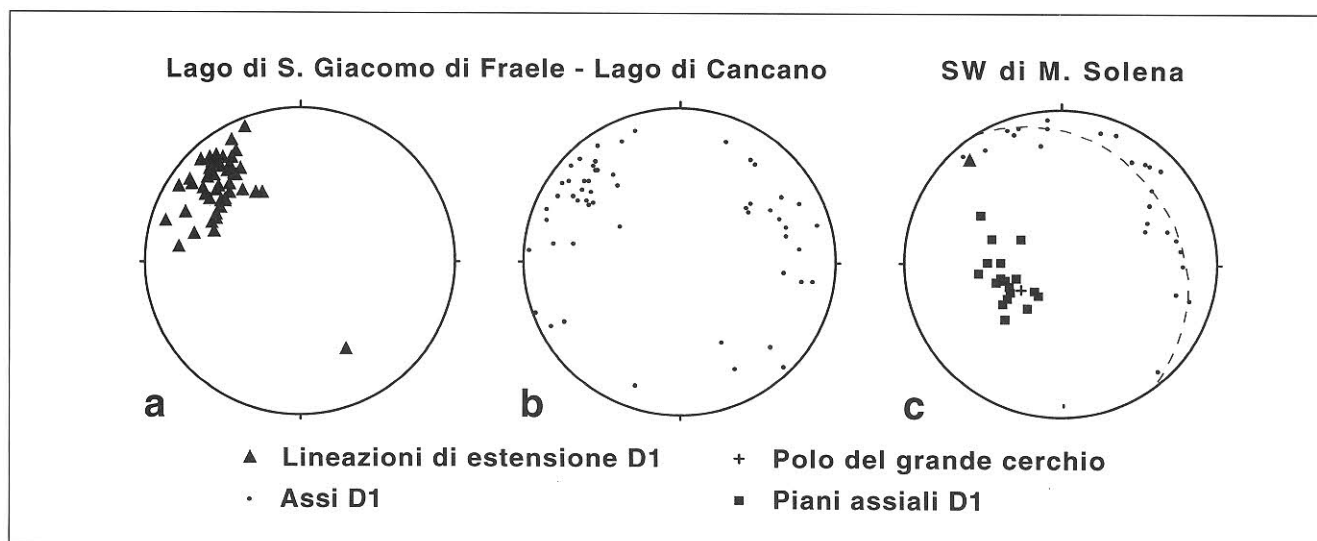 Lago di S. Giacomo di Fraele - Lago di Cancano
SW di M. Solena
a
b
c
Lineazioni di estensione D1
Polo del grande cerchio
Assi D1
Piani assiali D1